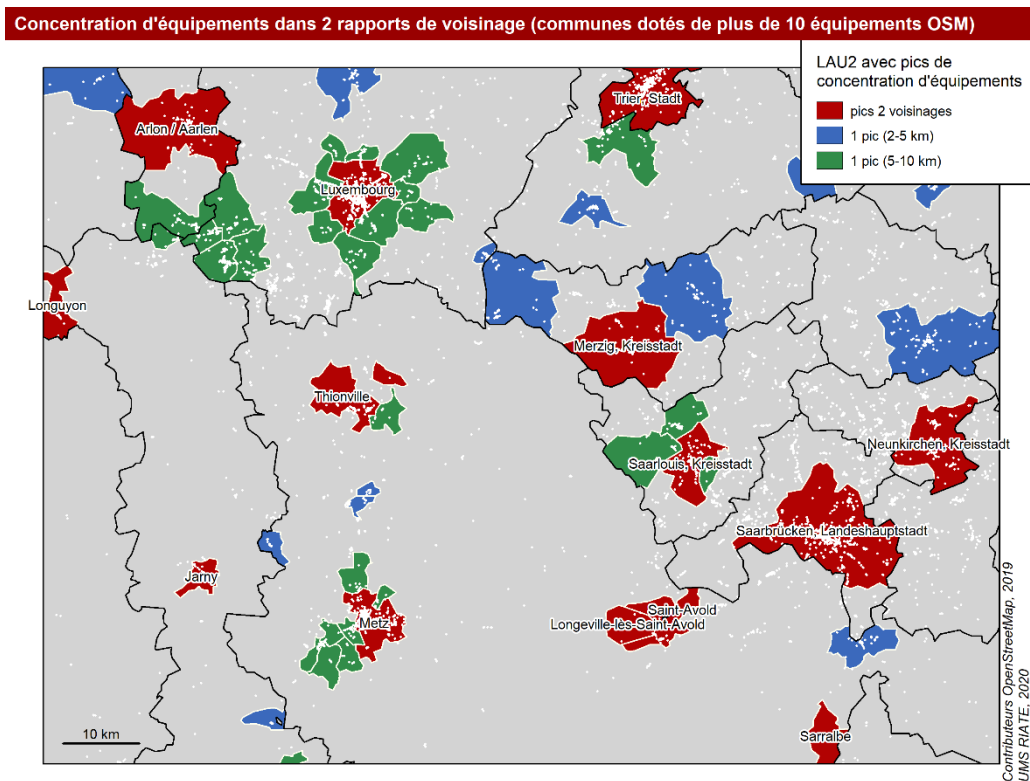 Concentration d'équipements dans 2 rapports de voisinage (communes dotés de plus de 10 équipements OSM)
LAU2 avec pics de
concentration d'équipements
pics 2 voisinages
1 pic (2-5 km)
1 pic (5-10 km)
Trier, Stadt
Arlon / Aarlen
Luxembourg
Longuyon
Merzig, Kreisstadt
Thionville
Neunkirchen, Kreisstadt
Saarlouis, Kreisstadt
Saarbrücken, Landeshauptstadt
Jarny
Saint-Avold
Longeville-lès-Saint-Avold
Metz
Sarralbe
10 km
Contributeurs OpenStreetMap, 2019
UMS RIATE, 2020